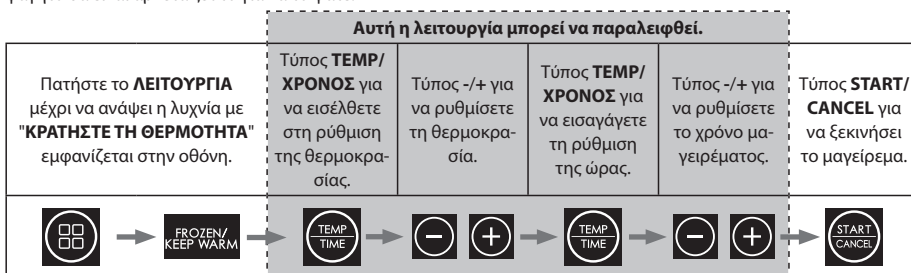 Αυτή η λειτουργία μπορεί να παραλειφθεί.
Πατήστε το ΛΕΙΤΟΥΡΓΙΑ
μέχρι να ανάψει η λυχνία με
"ΚΡΑΤΗΣΤΕ ΤΗ ΘΕΡΜΟΤΗΤΑ"
εμφανίζεται στην οθόνη.
Τύπος TEMP/
ΧΡΟΝΟΣ για
να εισέλθετε
στη ρύθμιση
της θερμοκρα-
σίας.
Τύπος -/+ για
να ρυθμίσετε
τη θερμοκρα-
σία.
Τύπος TEMP/
ΧΡΟΝΟΣ για
να εισαγάγετε
τη ρύθμιση
της ώρας.
Τύπος -/+ για
να ρυθμίσετε
το χρόνο μα-
γειρέματος.
Τύπος START/
CANCEL για
να ξεκινήσει
το μαγείρεμα.
FROZEN/
KEEP WARM
TEMP
TIME
- +
TEMP
TIME
- +
START
CANCEL